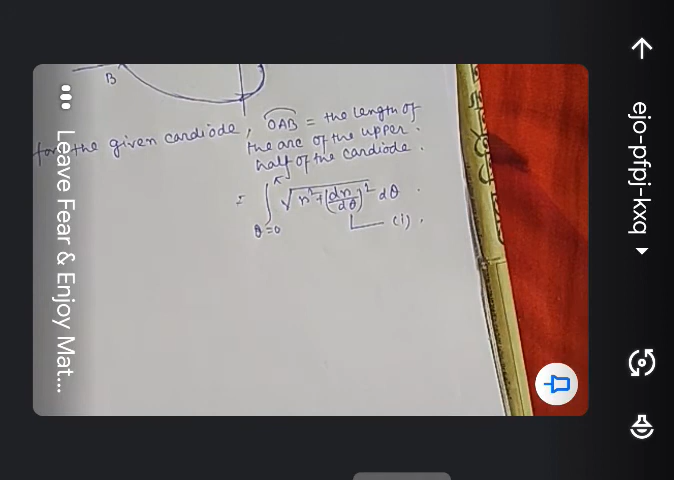 B
for the given cardiode, OAB = the length of
the arc of the upper
half of the cardiode.
= ∫_{θ=0}^{π} √(r²+(dr/dθ)²) dθ
(i).
Leave Fear & Enjoy Mat...
ejo-pfpj-kxq